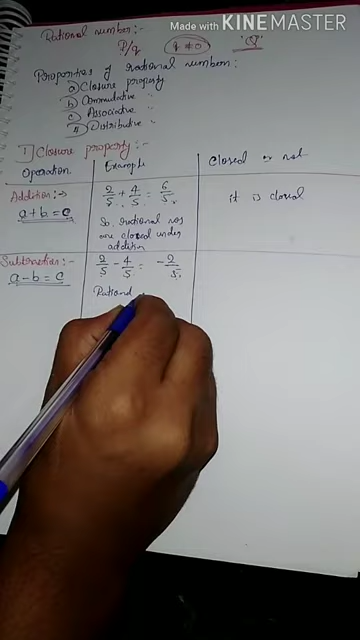 Made with KINEMASTER
Rational number:-
P/q q ≠ 0 "Q"
Properties of rational numbers:
a) Closure property
b) Commutative "
c) Associative "
d) Distributive "
1] Closure property:-
Operation Example Closed or not
Addition:-> 2/5 + 4/5 = 6/5 it is closed
a + b = c
So, rational nos
are closed under
addition
Subtraction:- 2/5 - 4/5 = -2/5
a - b = c
Rational